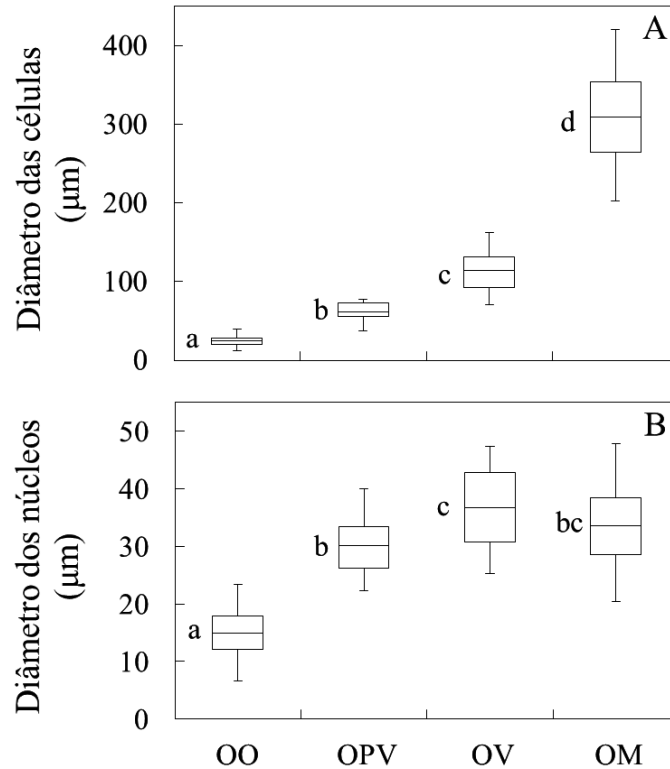 A
Diâmetro das células
(μm)
400
300
200
100
0
a
b
c
d
B
Diâmetro dos núcleos
(μm)
50
40
30
20
10
0
a
b
c
bc
OO OPV OV OM